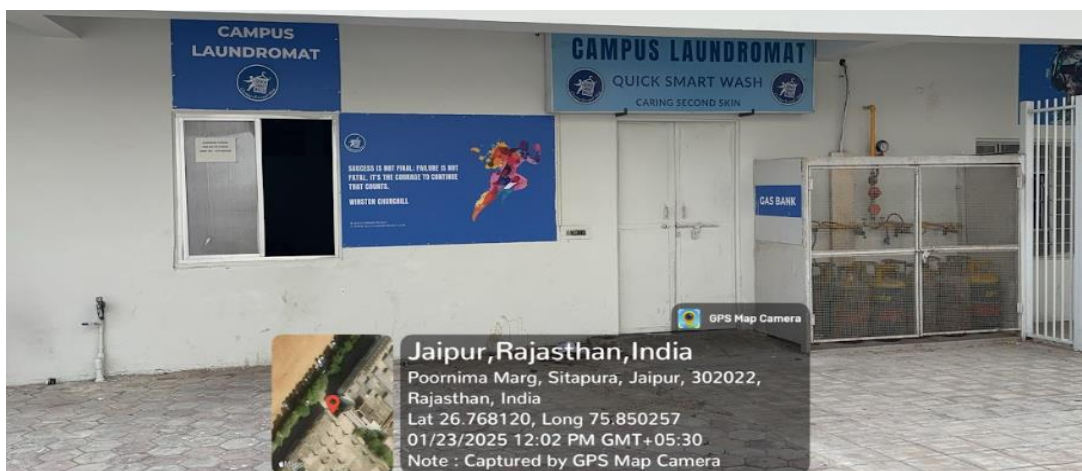 CAMPUS
LAUNDROMAT
CAMPUS LAUNDROMAT
QUICK SMART WASH
CARING SECOND SKIN
SUCCESS IS NOT FINAL: FAILURE IS NOT
FATAL. IT'S THE COURAGE TO CONTINUE
THAT COUNTS.
WINSTON CHURCHILL
GAS BANK
GPS Map Camera
Jaipur,Rajasthan,India
Poornima Marg, Sitapura, Jaipur, 302022,
Rajasthan, India
Lat 26.768120, Long 75.850257
01/23/2025 12:02 PM GMT+05:30
Note : Captured by GPS Map Camera